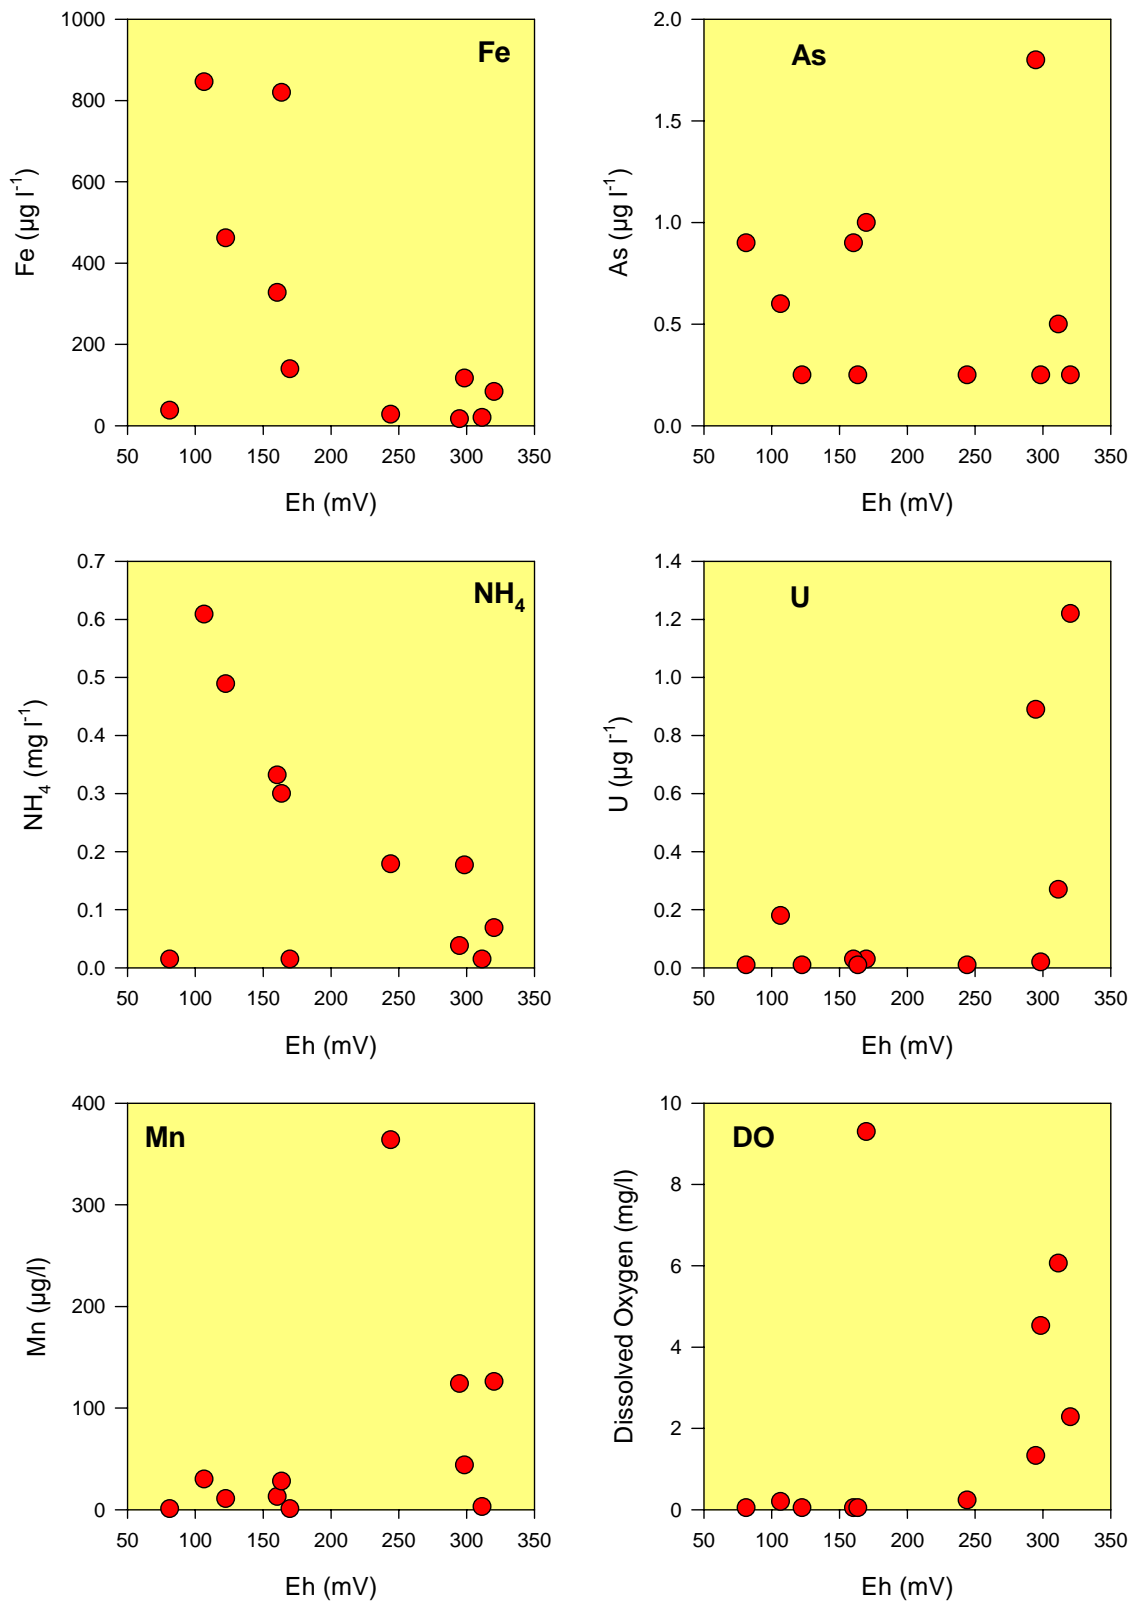 Fe
1000
800
600
400
200
0
Fe (µg l-1)
50 100 150 200 250 300 350
Eh (mV)
As
2.0
1.5
1.0
0.5
0.0
As (µg l-1)
50 100 150 200 250 300 350
Eh (mV)
NH4
0.7
0.6
0.5
0.4
0.3
0.2
0.1
0.0
NH4 (mg l-1)
50 100 150 200 250 300 350
Eh (mV)
U
1.4
1.2
1.0
0.8
0.6
0.4
0.2
0.0
U (µg l-1)
50 100 150 200 250 300 350
Eh (mV)
Mn
400
300
200
100
0
Mn (µg/l)
50 100 150 200 250 300 350
Eh (mV)
DO
10
8
6
4
2
0
Dissolved Oxygen (mg/l)
50 100 150 200 250 300 350
Eh (mV)